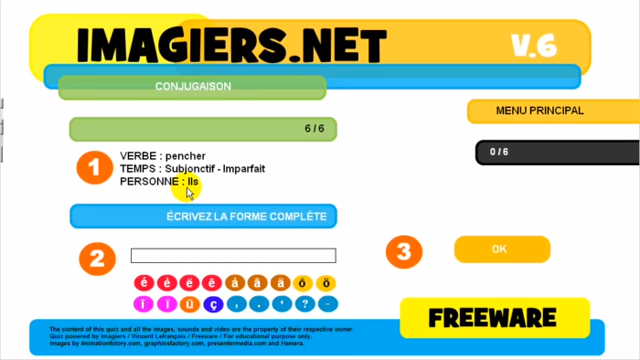 IMAGIERS.NET
V.6
CONJUGAISON
MENU PRINCIPAL
6 / 6
0 / 6
1
VERBE : pencher
TEMPS : Subjonctif - Imparfait
PERSONNE : Ils
ÉCRIVEZ LA FORME COMPLÈTE
2
3
OK
à â ä ô ö
û ç , . ' ? -
FREEWARE
The content of this quiz and all the images, sounds and video are the property of their respective owner.
Quiz powered by Imagiers / Vincent Lefrançois / Freeware / For educational purpose only.
Images by Animationfactory.com, graphicsfactory.com, presentermedia.com and Hemera.